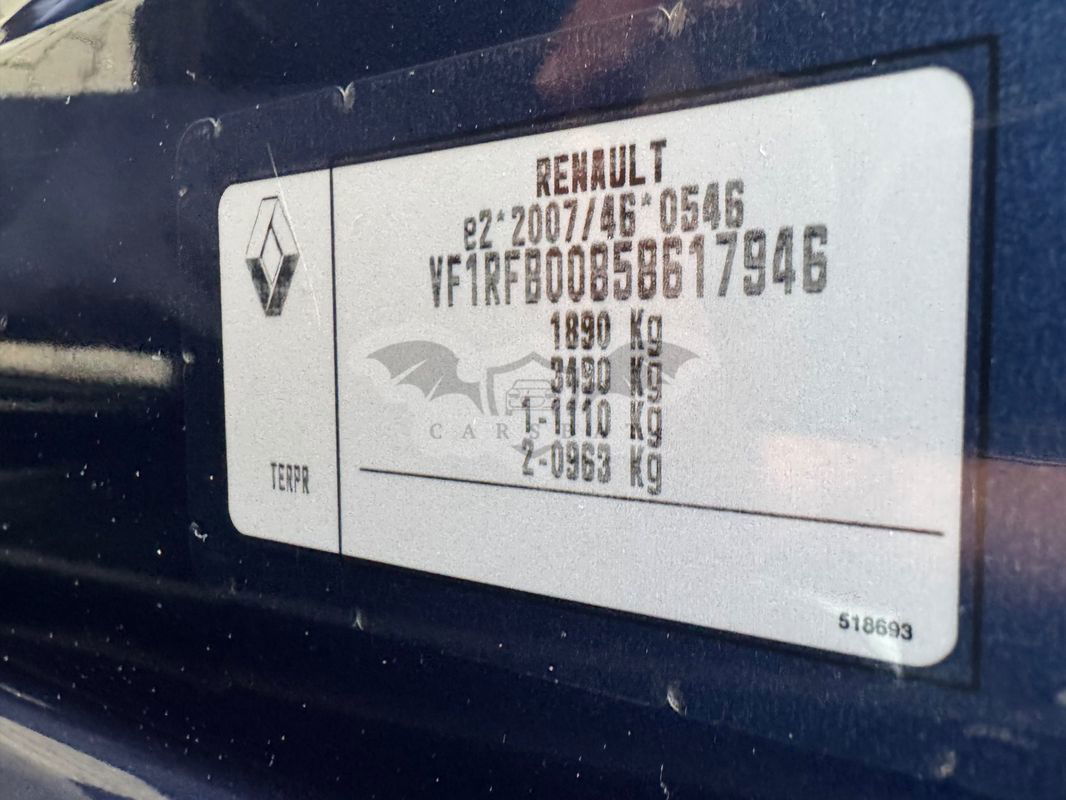 RENAULT
e2*2007/46*0546
VF1RFB00858617946
1890 Kg
3490 Kg
1-1110 Kg
2-0963 Kg
TERPR
518693